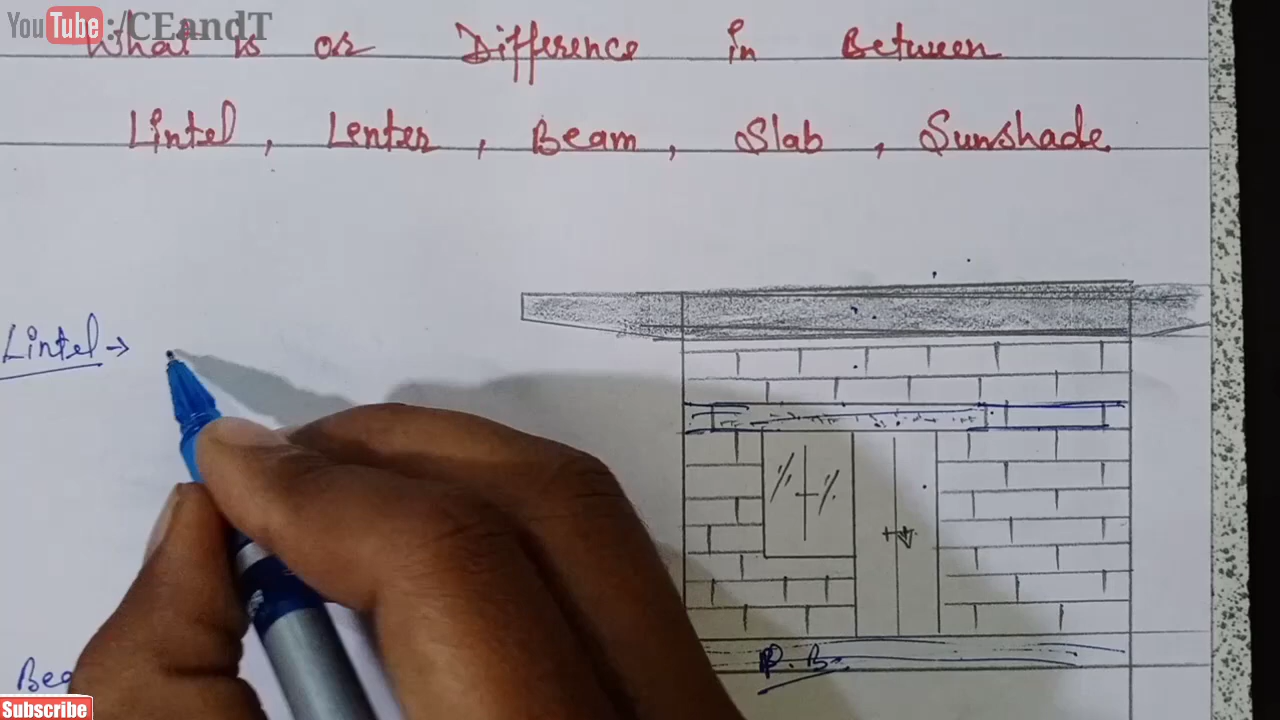 YouTube :/CEandT
What is or Difference in Between
Lintel, Lenter, Beam, Slab, Sunshade
Lintel →
P. B.
Subscribe